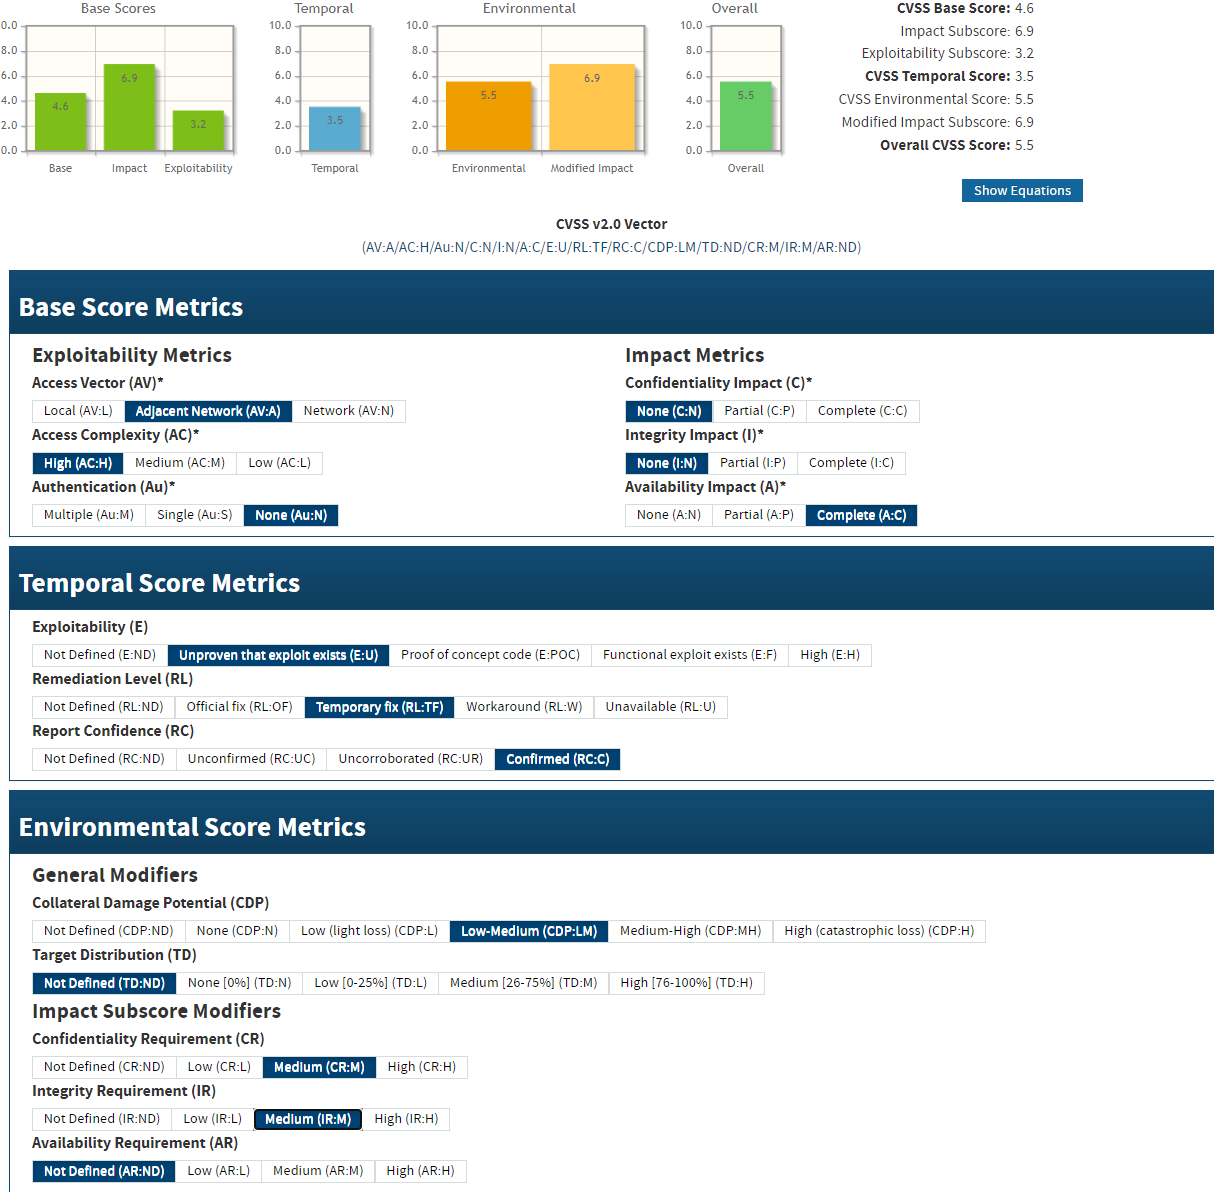 Base Scores
0.0
8.0
6.0
4.0
2.0
0.0
4.6
6.9
3.2
Base
Impact
Exploitability
Temporal
10.0
8.0
6.0
4.0
2.0
0.0
3.5
Temporal
Environmental
10.0
8.0
6.0
4.0
2.0
0.0
5.5
6.9
Environmental
Modified Impact
Overall
10.0
8.0
6.0
4.0
2.0
0.0
5.5
Overall
CVSS Base Score: 4.6
Impact Subscore: 6.9
Exploitability Subscore: 3.2
CVSS Temporal Score: 3.5
CVSS Environmental Score: 5.5
Modified Impact Subscore: 6.9
Overall CVSS Score: 5.5
Show Equations
CVSS v2.0 Vector
(AV:A/AC:H/Au:N/C:N/I:N/A:C/E:U/RL:TF/RC:C/CDP:LM/TD:ND/CR:M/IR:M/AR:ND)
Base Score Metrics
Exploitability Metrics
Access Vector (AV)*
Local (AV:L) Adjacent Network (AV:A) Network (AV:N)
Access Complexity (AC)*
High (AC:H) Medium (AC:M) Low (AC:L)
Authentication (Au)*
Multiple (Au:M) Single (Au:S) None (Au:N)
Impact Metrics
Confidentiality Impact (C)*
None (C:N) Partial (C:P) Complete (C:C)
Integrity Impact (I)*
None (I:N) Partial (I:P) Complete (I:C)
Availability Impact (A)*
None (A:N) Partial (A:P) Complete (A:C)
Temporal Score Metrics
Exploitability (E)
Not Defined (E:ND) Unproven that exploit exists (E:U) Proof of concept code (E:POC) Functional exploit exists (E:F) High (E:H)
Remediation Level (RL)
Not Defined (RL:ND) Official fix (RL:OF) Temporary fix (RL:TF) Workaround (RL:W) Unavailable (RL:U)
Report Confidence (RC)
Not Defined (RC:ND) Unconfirmed (RC:UC) Uncorroborated (RC:UR) Confirmed (RC:C)
Environmental Score Metrics
General Modifiers
Collateral Damage Potential (CDP)
Not Defined (CDP:ND) None (CDP:N) Low (light loss) (CDP:L) Low-Medium (CDP:LM) Medium-High (CDP:MH) High (catastrophic loss) (CDP:H)
Target Distribution (TD)
Not Defined (TD:ND) None [0%] (TD:N) Low [0-25%] (TD:L) Medium [26-75%] (TD:M) High [76-100%] (TD:H)
Impact Subscore Modifiers
Confidentiality Requirement (CR)
Not Defined (CR:ND) Low (CR:L) Medium (CR:M) High (CR:H)
Integrity Requirement (IR)
Not Defined (IR:ND) Low (IR:L) Medium (IR:M) High (IR:H)
Availability Requirement (AR)
Not Defined (AR:ND) Low (AR:L) Medium (AR:M) High (AR:H)